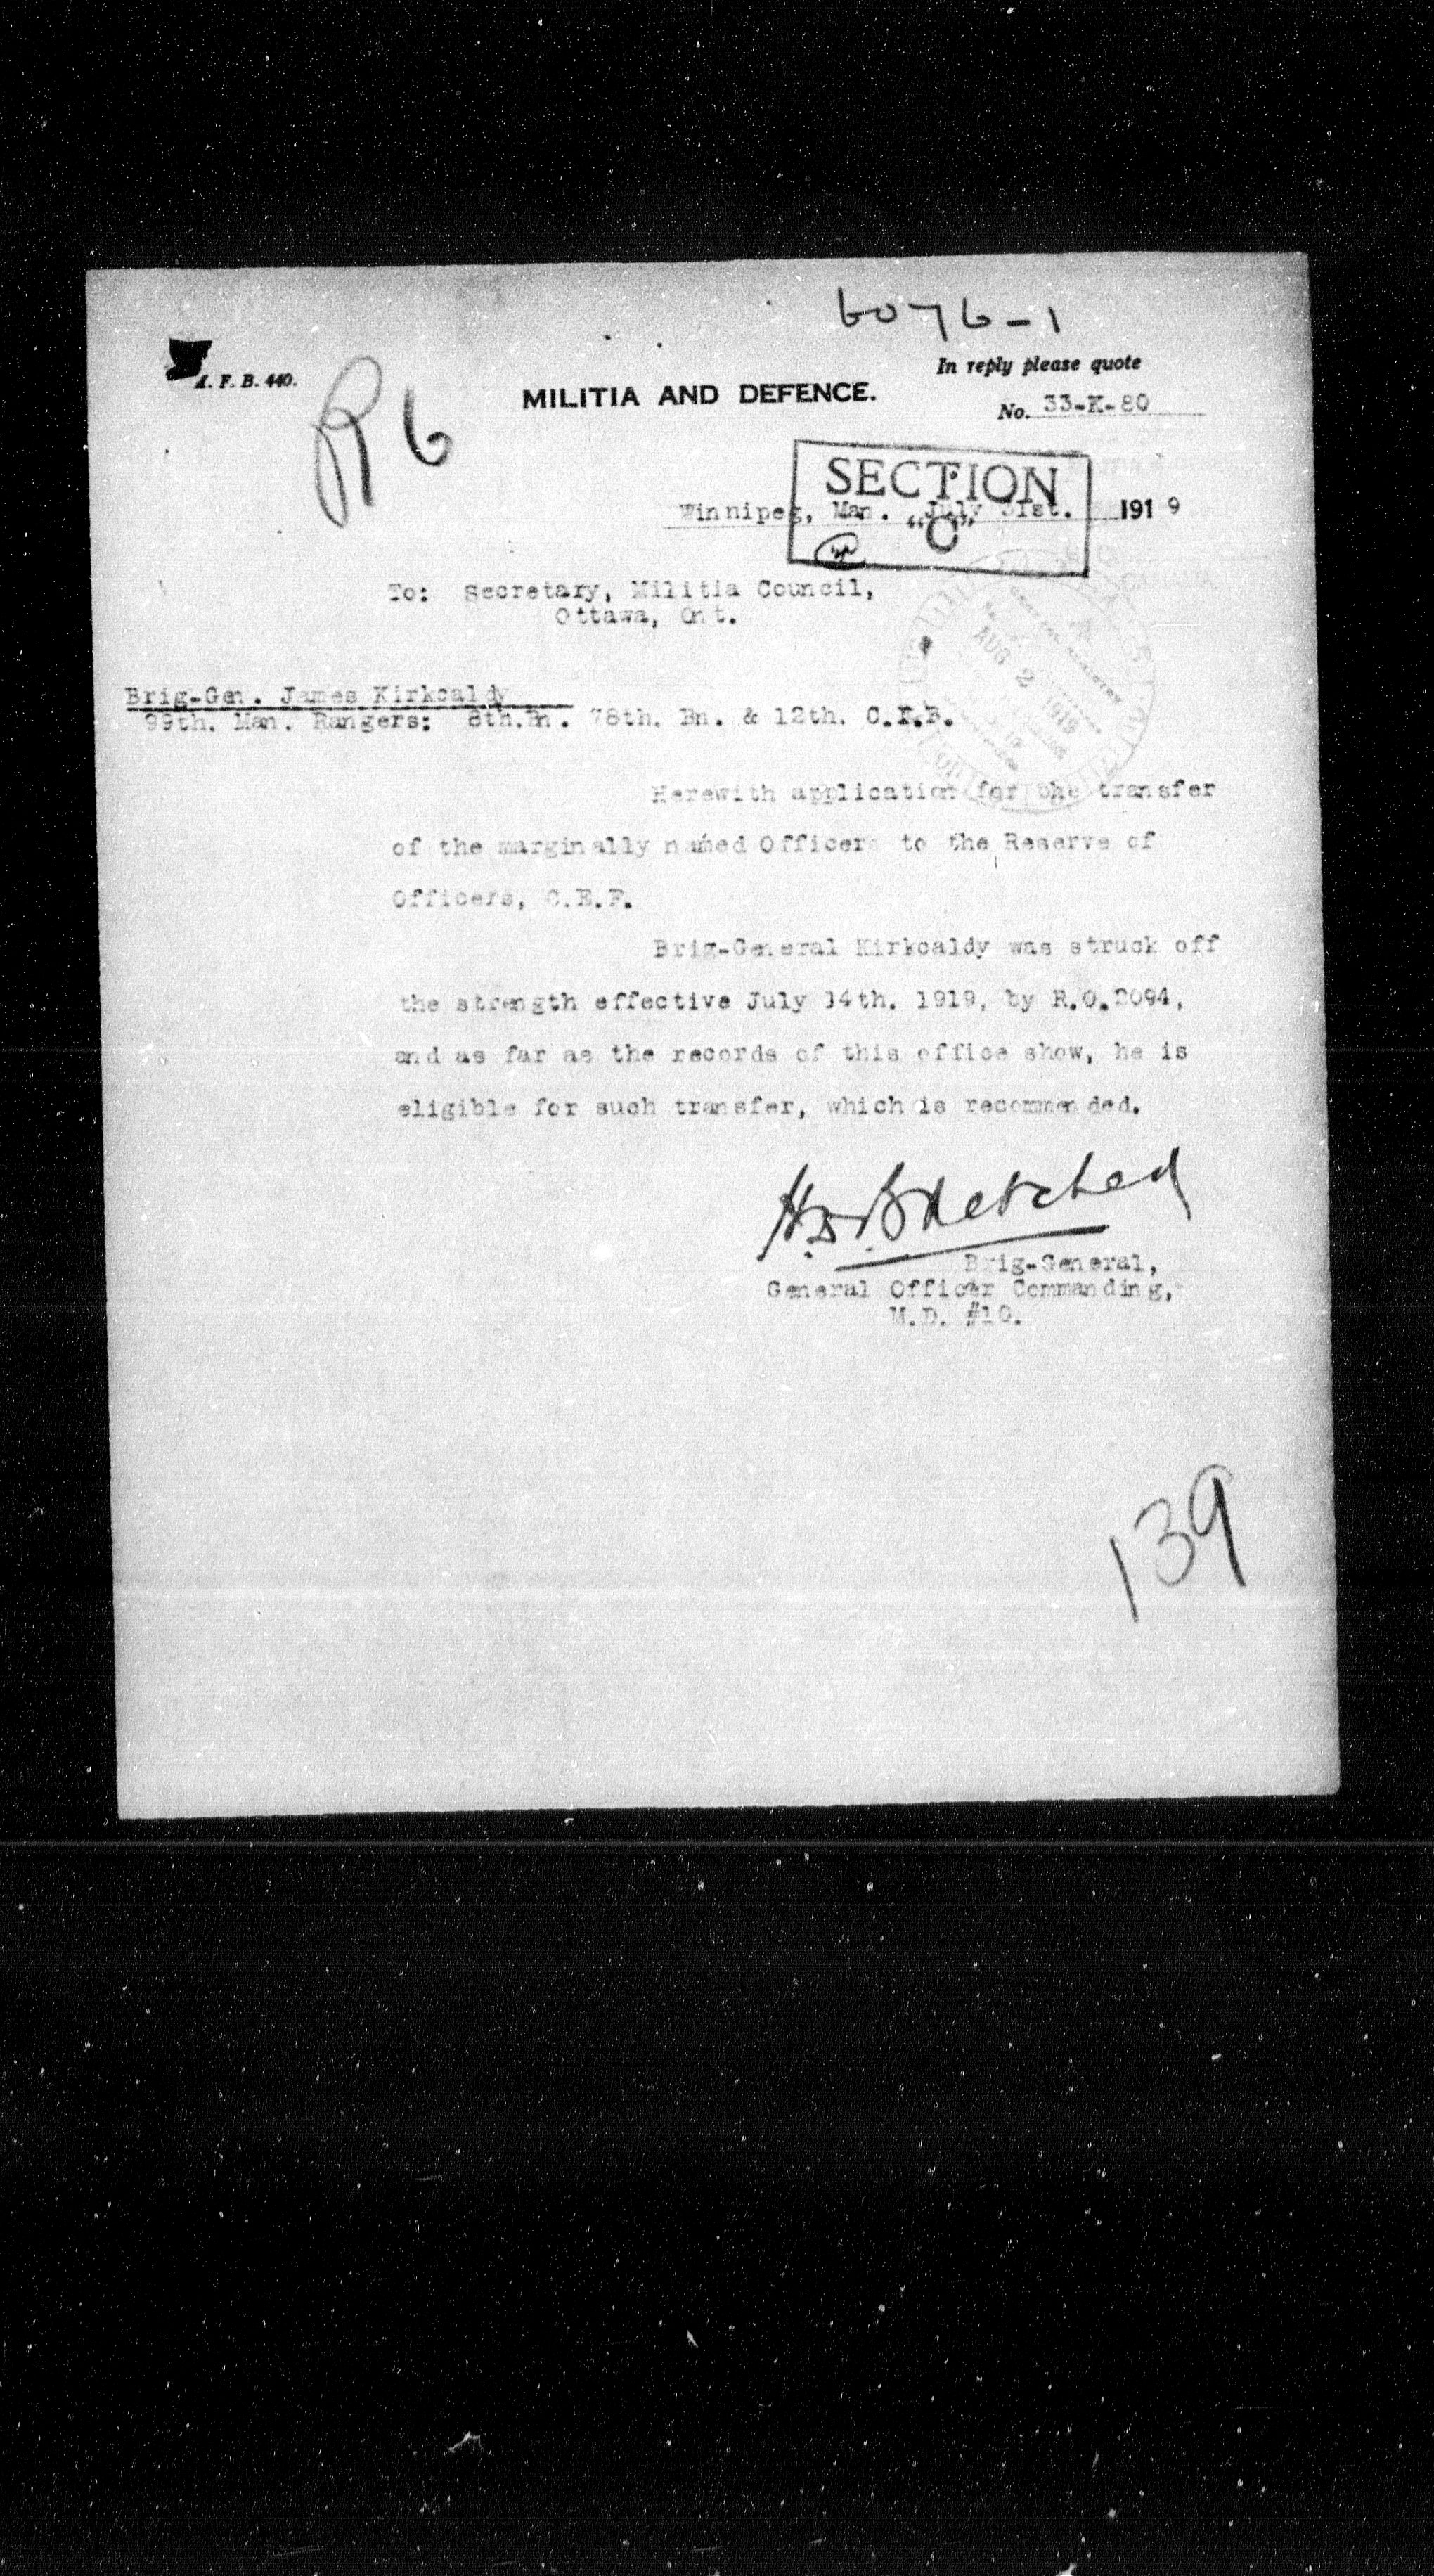 6076-1
In reply please quote
F. B. 440.
R 6
MILITIA AND DEFENCE.
No. 33-K-80
SECTION
"C"
Winnipeg, Man. July 31st. 1919
To: Secretary, Militia Council,
Ottawa, Ont.
AUG 2 1919
Brig-Gen. James Kirkcaldy
99th. Man. Rangers: 8th.Bn. 78th. Bn. & 12th. C.I.B.
Herewith application for the transfer
of the marginally named Officer to the Reserve of
Officers, C.E.F.
Brig-General Kirkcaldy was struck off
the strength effective July 14th. 1919, by R.O.2094,
and as far as the records of this office show, he is
eligible for such transfer, which is recommended.
Brig-General,
General Officer Commanding,
M.D. #10.
139